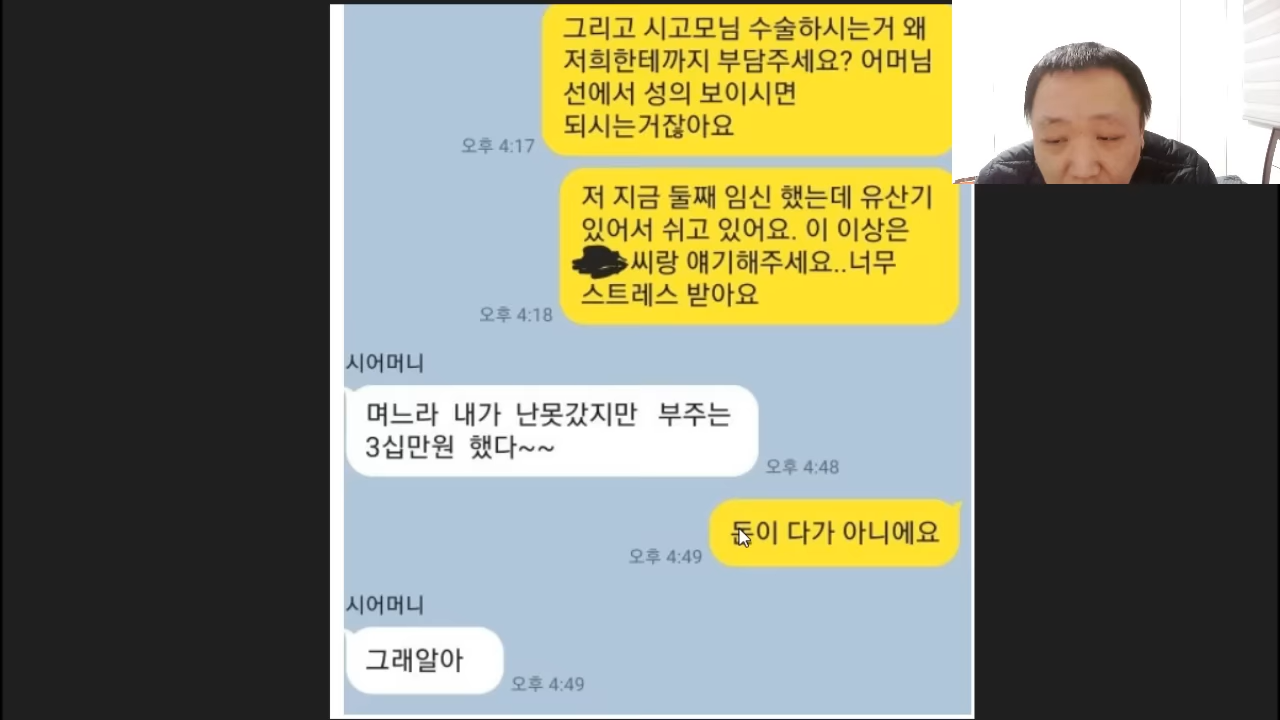 그리고 시고모님 수술하시는거 왜
저희한테까지 부담주세요? 어머님
선에서 성의 보이시면
되시는거잖아요
오후 4:17
저 지금 둘째 임신 했는데 유산기
있어서 쉬고 있어요. 이 이상은
씨랑 얘기해주세요..너무
스트레스 받아요
오후 4:18
시어머니
며느라 내가 난못갔지만 부주는
3십만원 했다~~
오후 4:48
돈이 다가 아니에요
오후 4:49
시어머니
그래알아
오후 4:49